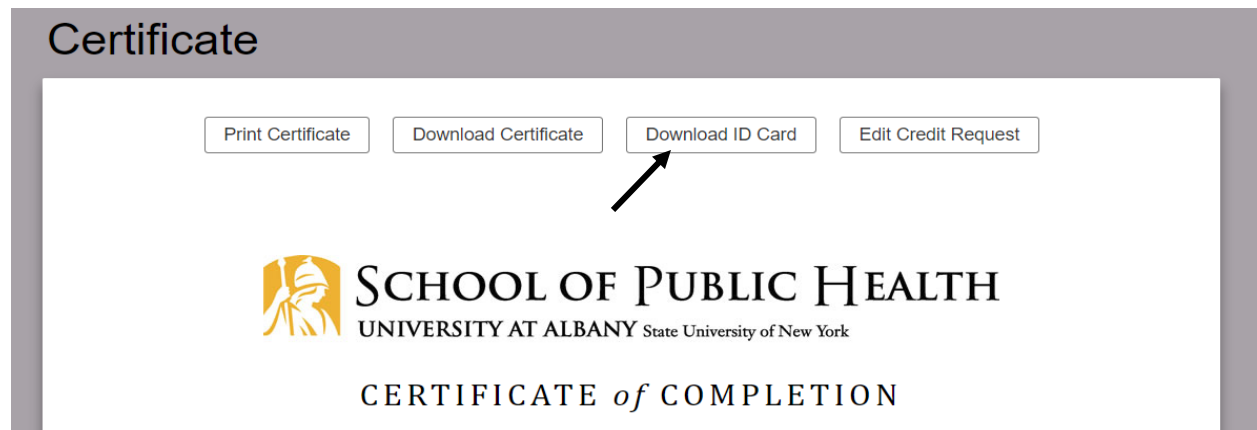 Certificate
Print Certificate Download Certificate Download ID Card Edit Credit Request
SCHOOL OF PUBLIC HEALTH
UNIVERSITY AT ALBANY State University of New York
CERTIFICATE of COMPLETION